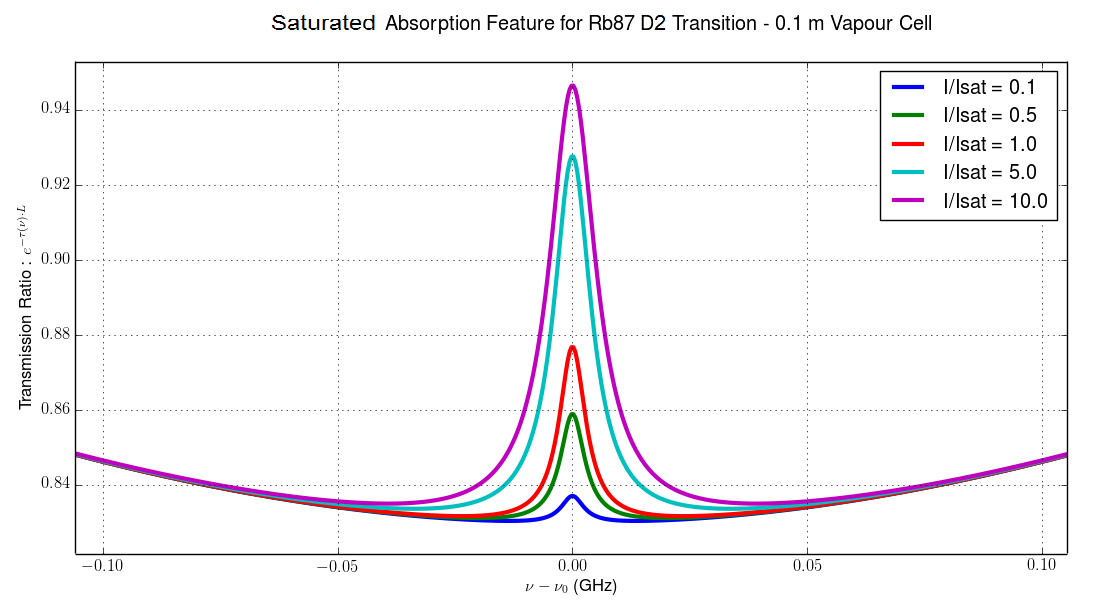 Saturated Absorption Feature for Rb87 D2 Transition - 0.1 m Vapour Cell
I/Isat = 0.1
I/Isat = 0.5
I/Isat = 1.0
I/Isat = 5.0
I/Isat = 10.0
Transmission Ratio : e^{−τ(ν)·L}
0.94
0.92
0.90
0.88
0.86
0.84
−0.10 −0.05 0.00 0.05 0.10
ν − ν₀ (GHz)